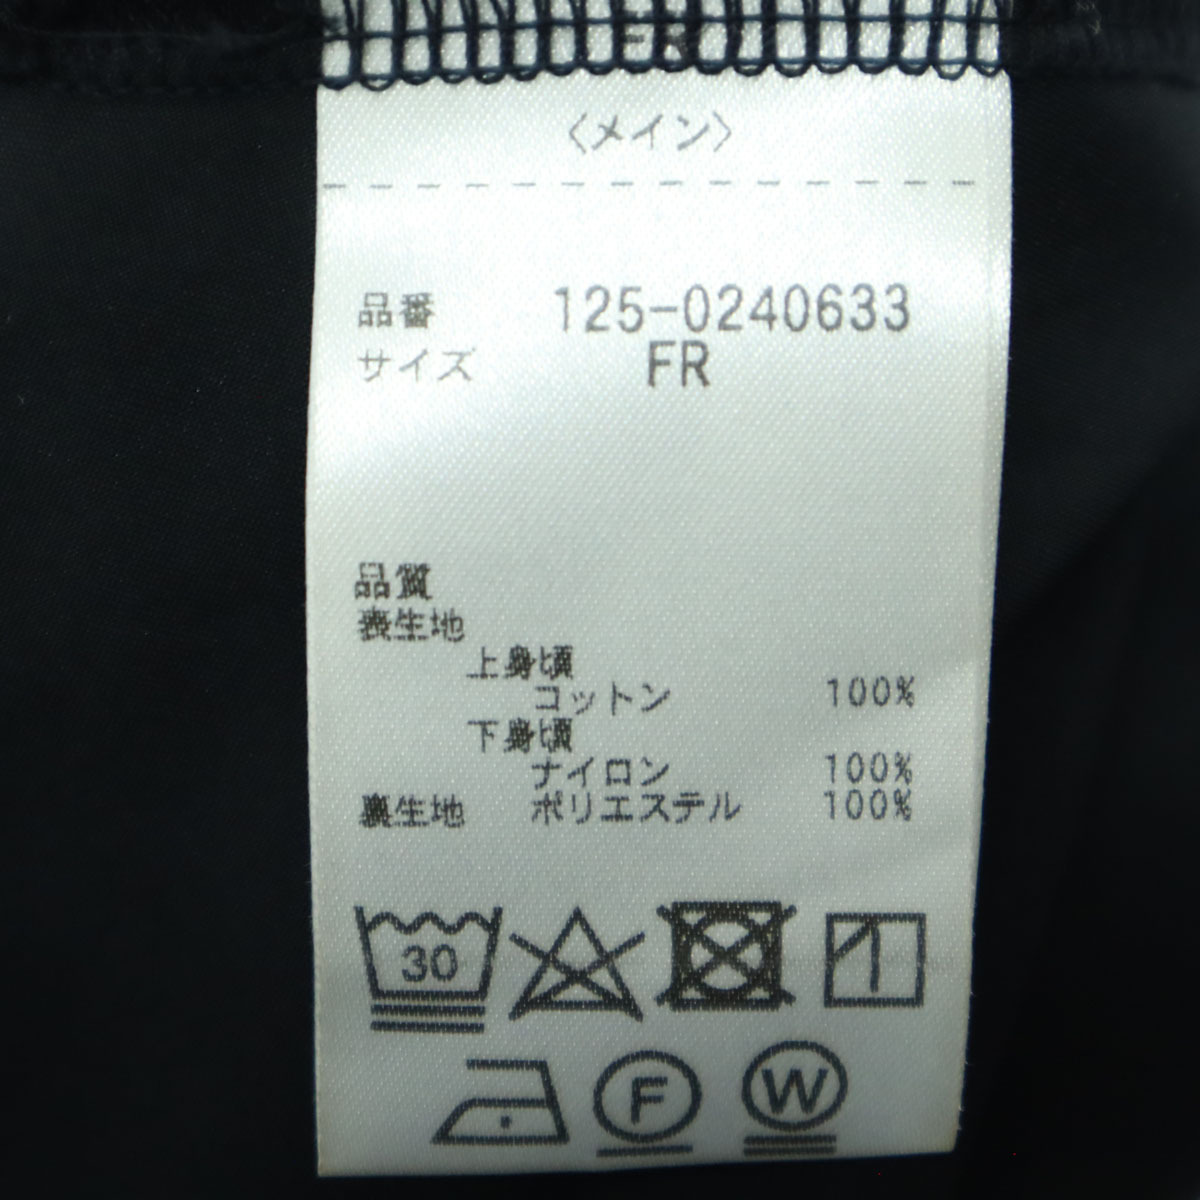 FR
〈メイン〉
品番 125-0240633
サイズ FR
品質
表生地
上身頃
コットン 100%
下身頃
ナイロン 100%
裏生地 ポリエステル 100%
30
F
W